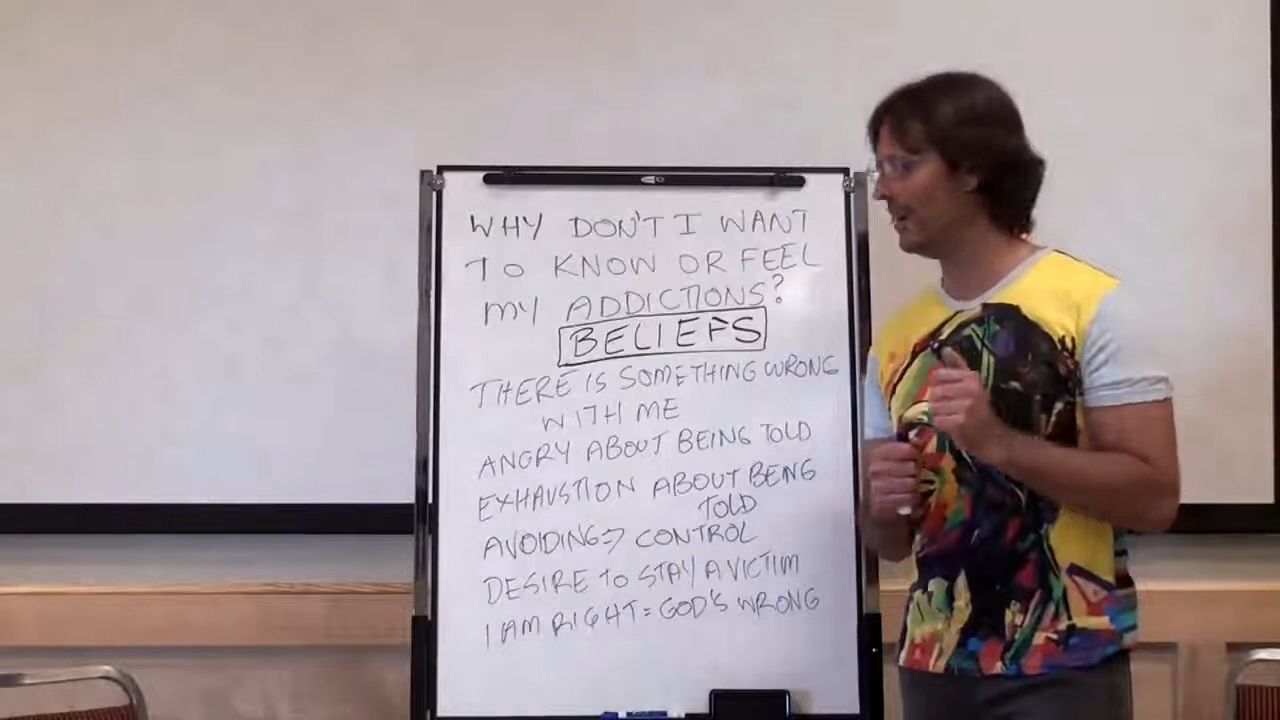 WHY DON'T I WANT
TO KNOW OR FEEL
MY ADDICTIONS?
BELIEFS
THERE IS SOMETHING WRONG
WITH ME
ANGRY ABOUT BEING TOLD
EXHAUSTION ABOUT BEING
TOLD
AVOIDING => CONTROL
DESIRE TO STAY A VICTIM
I AM RIGHT = GOD'S WRONG